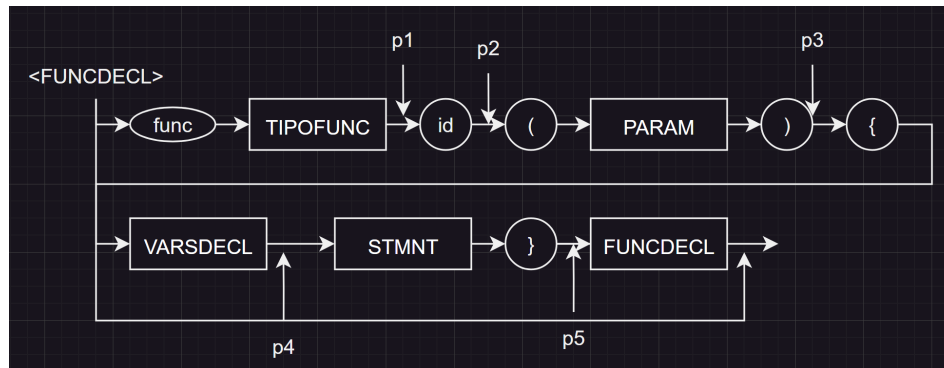 p1
p2
p3
<FUNCDECL>
func TIPOFUNC id ( PARAM ) {
VARSDECL STMNT } FUNCDECL
p4
p5